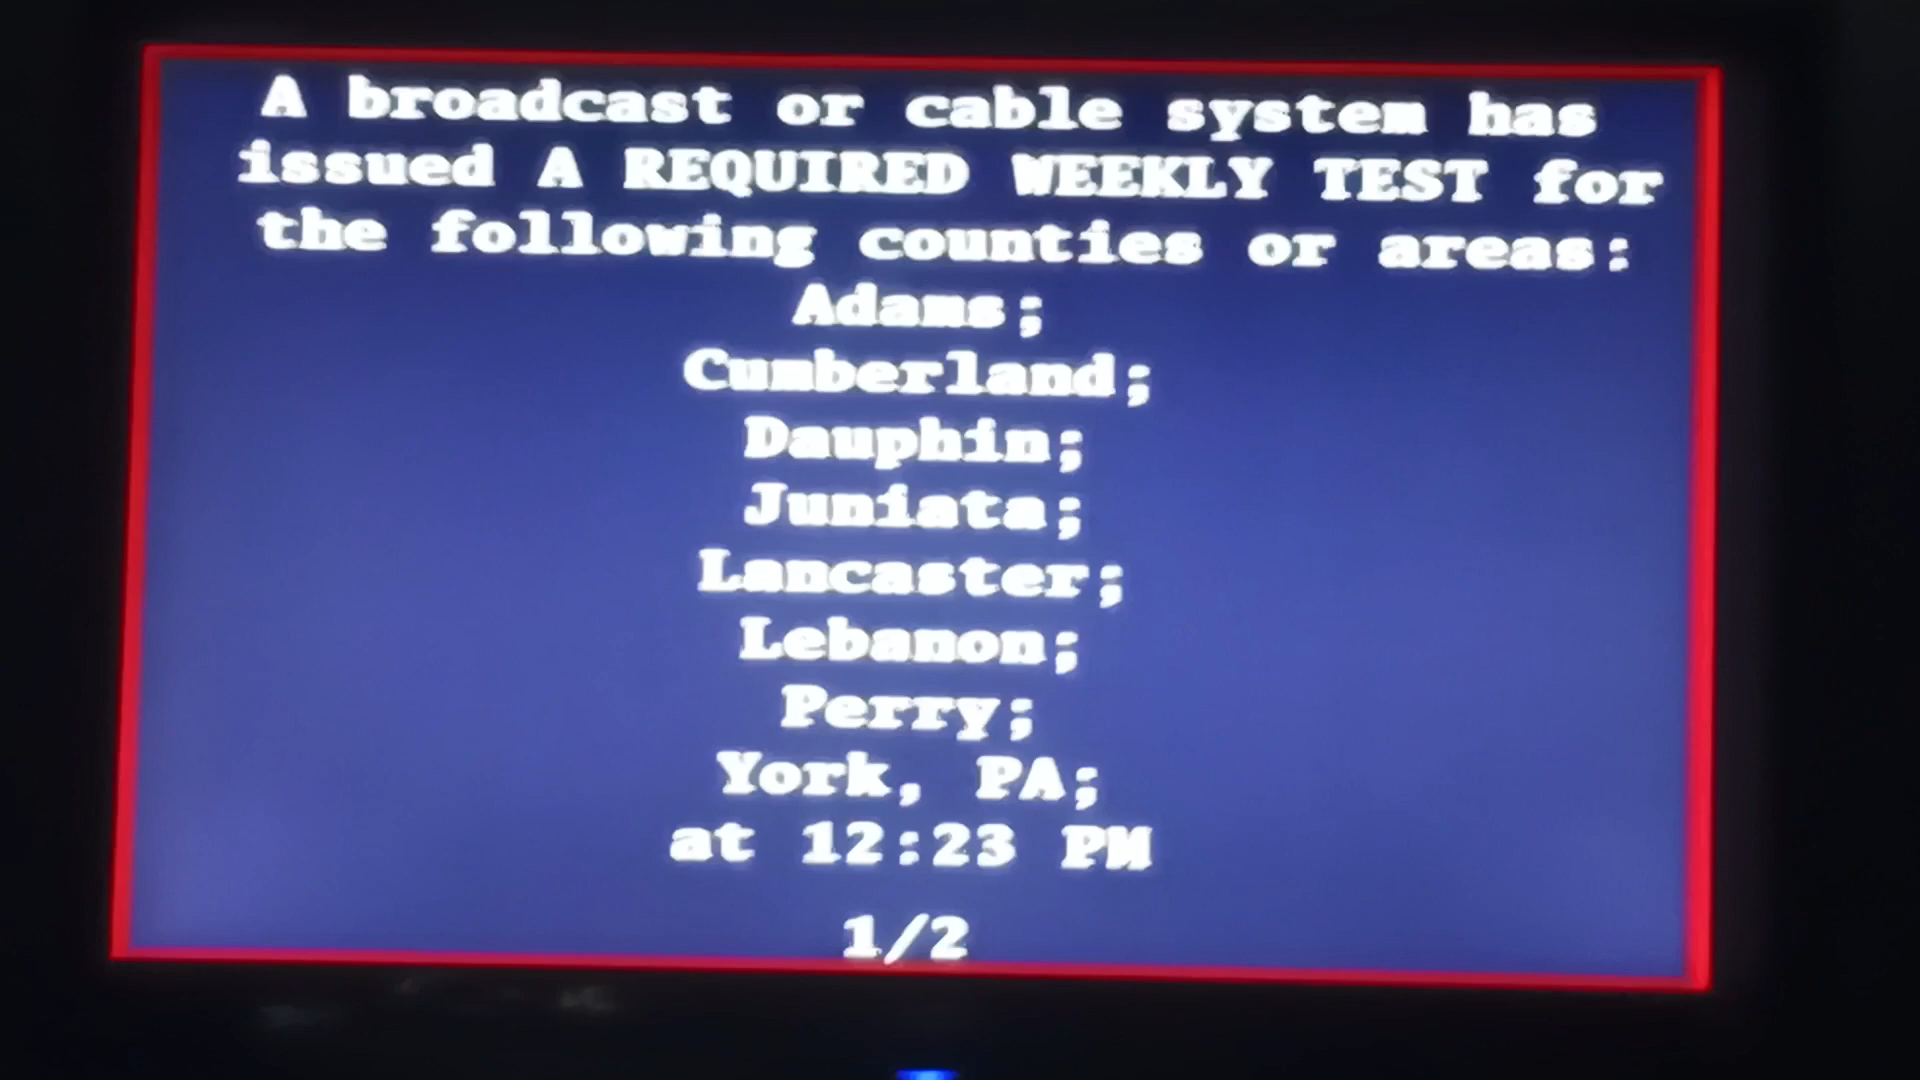 A broadcast or cable system has
issued A REQUIRED WEEKLY TEST for
the following counties or areas:
Adams;
Cumberland;
Dauphin;
Juniata;
Lancaster;
Lebanon;
Perry;
York, PA;
at 12:23 PM
1/2